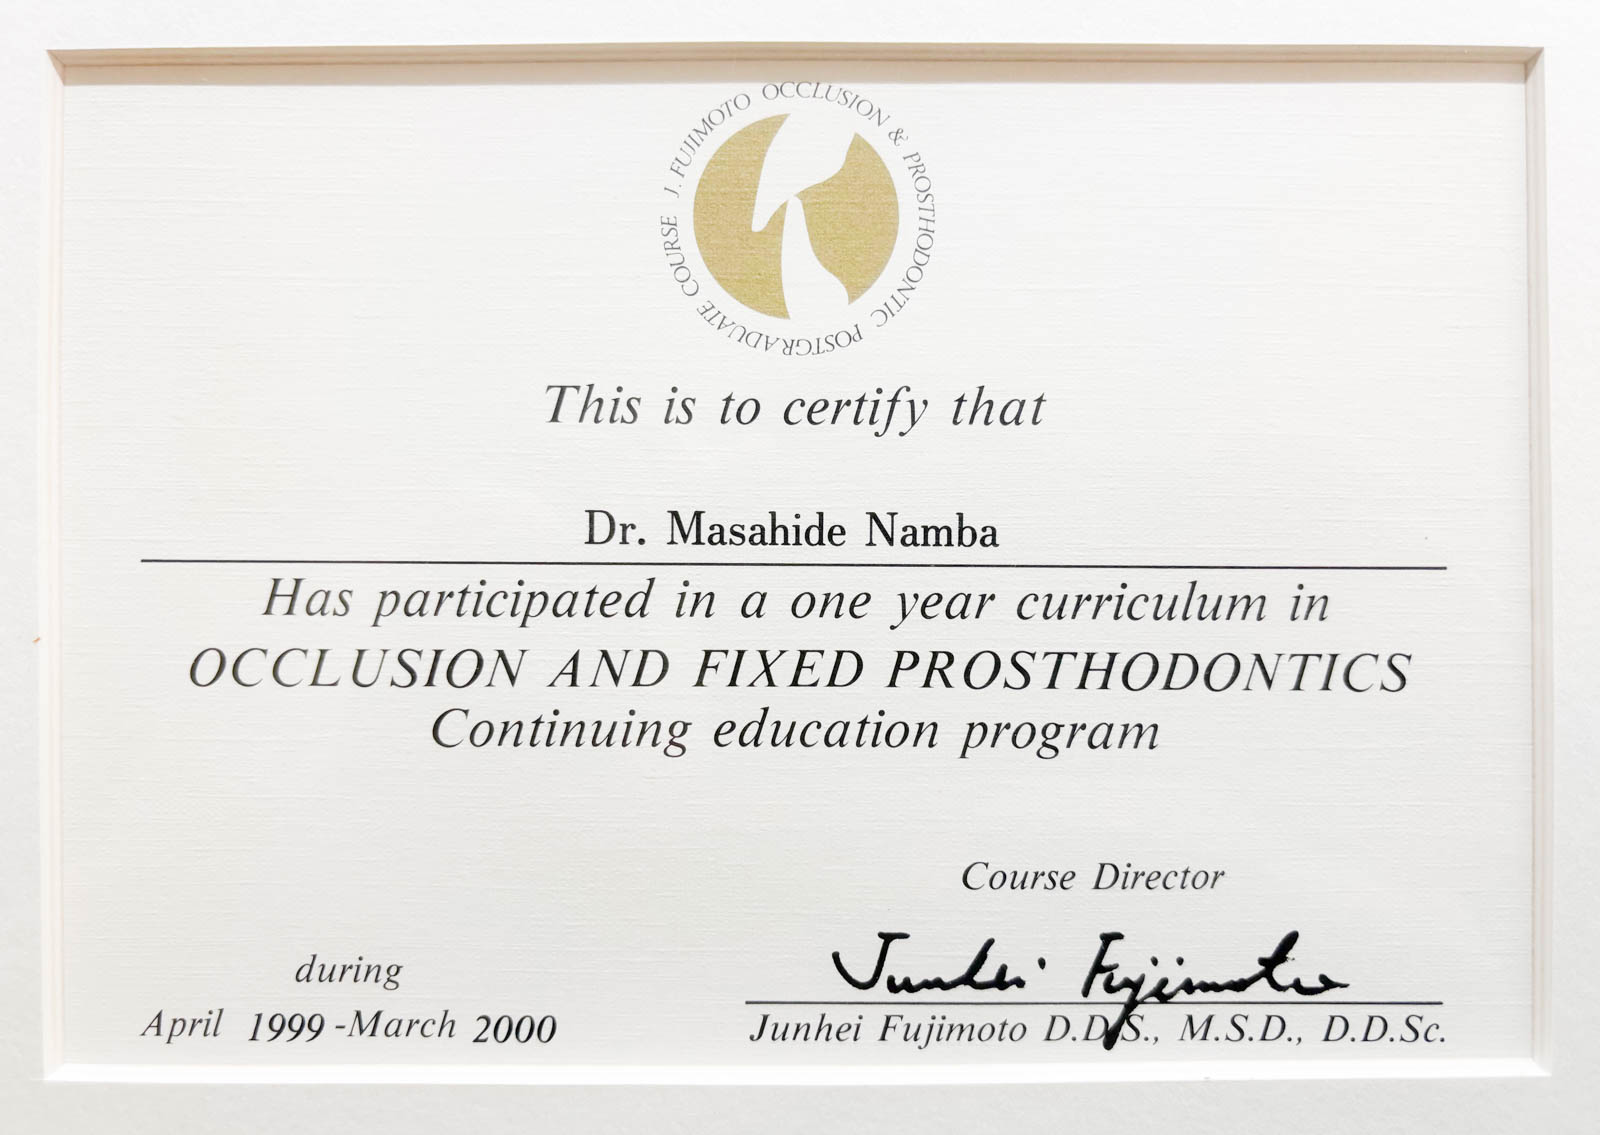 J. FUJIMOTO OCCLUSION & PROSTHODONTIC POSTGRADUATE COURSE
This is to certify that
Dr. Masahide Namba
Has participated in a one year curriculum in
OCCLUSION AND FIXED PROSTHODONTICS
Continuing education program
Course Director
Junhei Fujimoto
during
April 1999 - March 2000
Junhei Fujimoto D.D.S., M.S.D., D.D.Sc.